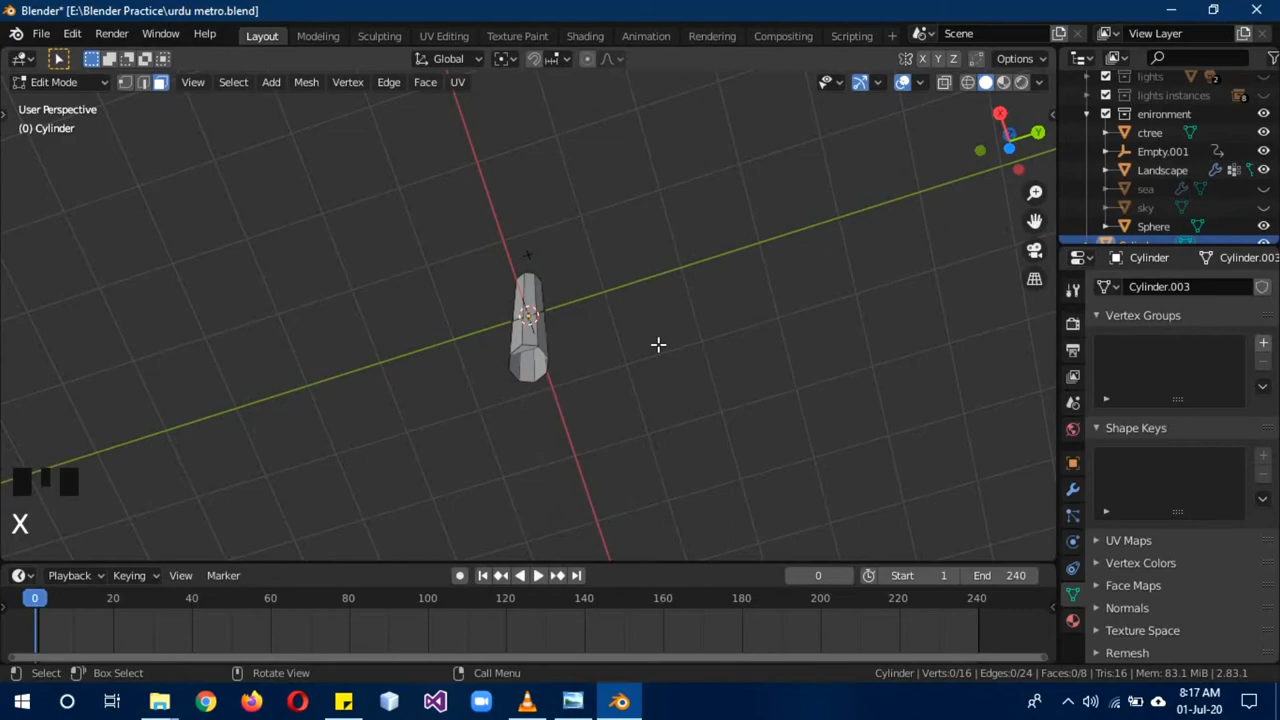 Blender* [E:\Blender Practice\urdu metro.blend]
File Edit Render Window Help Layout Modeling Sculpting UV Editing Texture Paint Shading Animation Rendering Compositing Scripting Scene View Layer
Global X Y Z Options
Edit Mode View Select Add Mesh Vertex Edge Face UV
User Perspective
(0) Cylinder
lights 2
lights instances 8
enironment
ctree
Empty.001
Landscape
sea
sky
Sphere
X Y
Cylinder Cylinder.003
Cylinder.003
Vertex Groups
Shape Keys
UV Maps
Vertex Colors
Face Maps
Normals
Texture Space
Remesh
X
Playback Keying View Marker 0 Start 1 End 240
0 20 40 60 80 100 120 140 160 180 200 220 240
Select Box Select Rotate View Call Menu Cylinder | Verts:0/16 | Edges:0/24 | Faces:0/8 | Tris:16 | Mem: 83.1 MiB | 2.83.1
8:17 AM
01-Jul-20